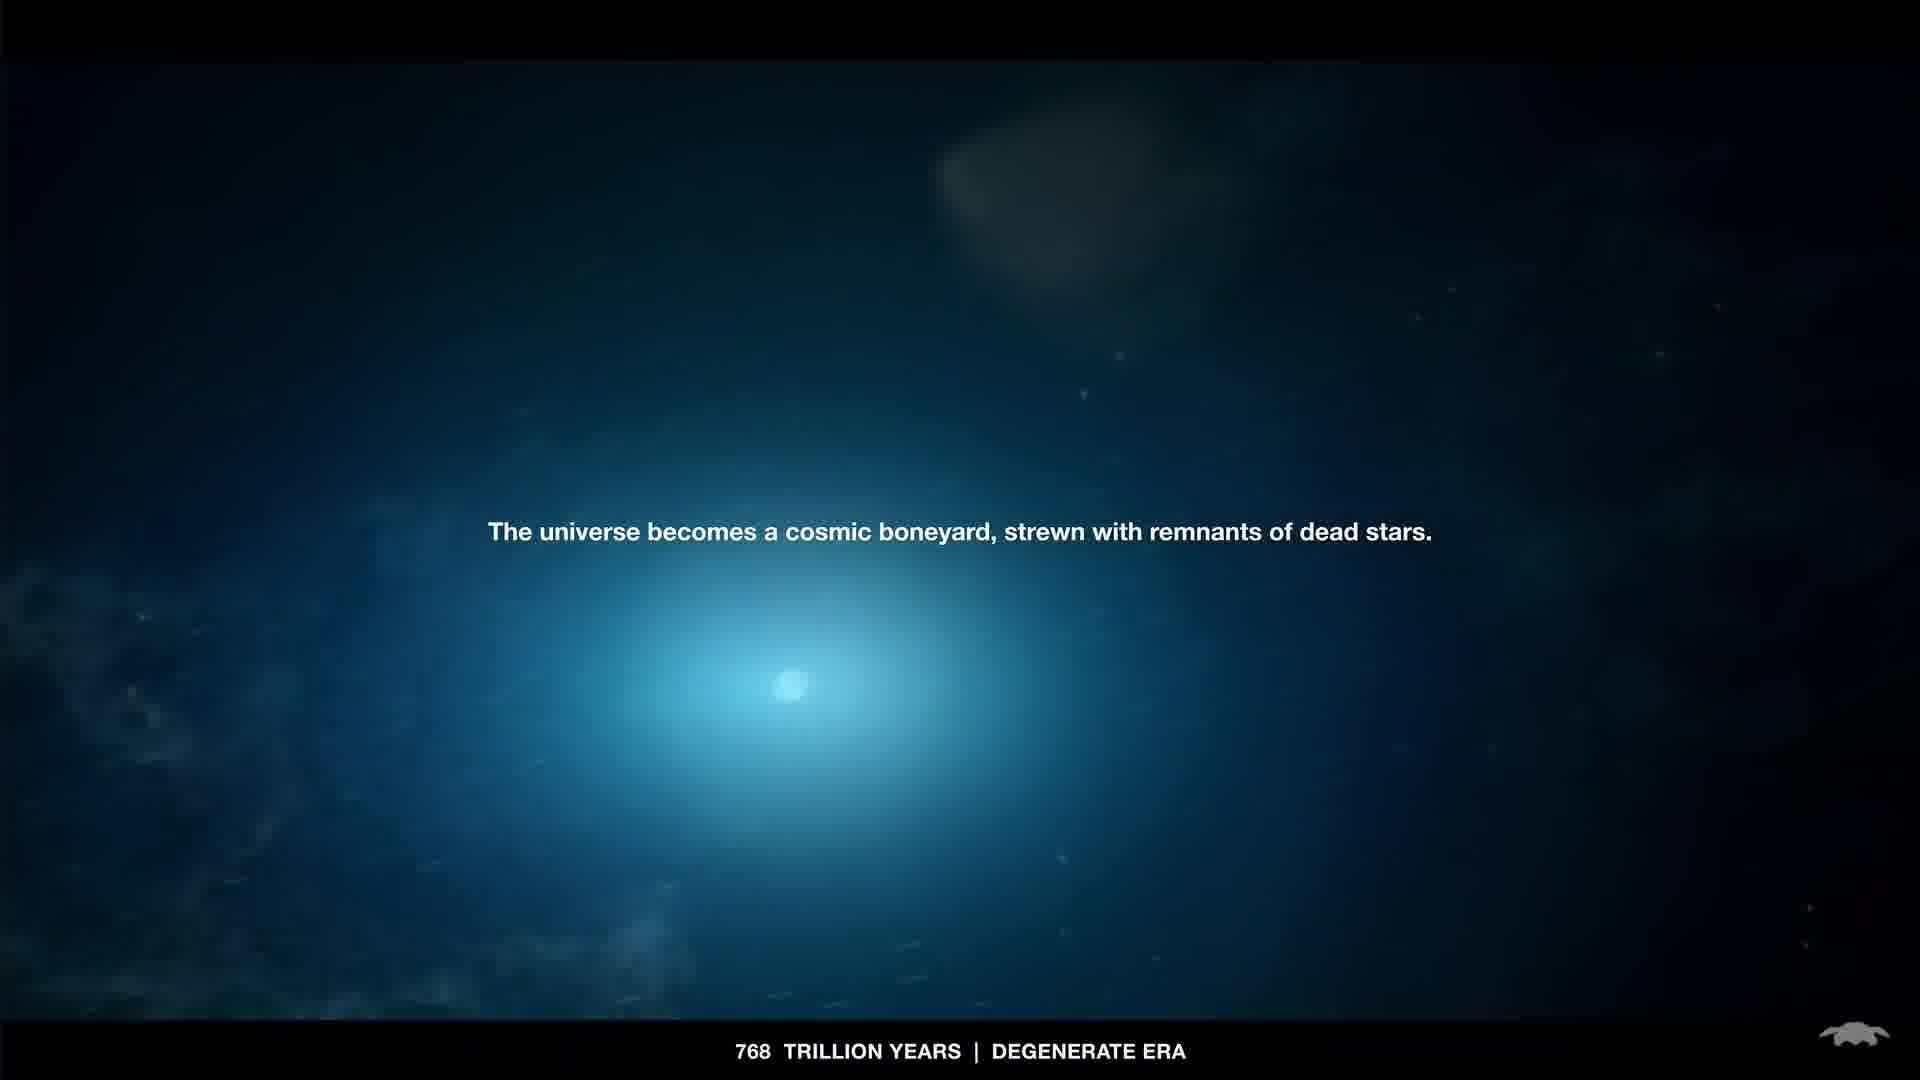 The universe becomes a cosmic boneyard, strewn with remnants of dead stars.
768 TRILLION YEARS | DEGENERATE ERA